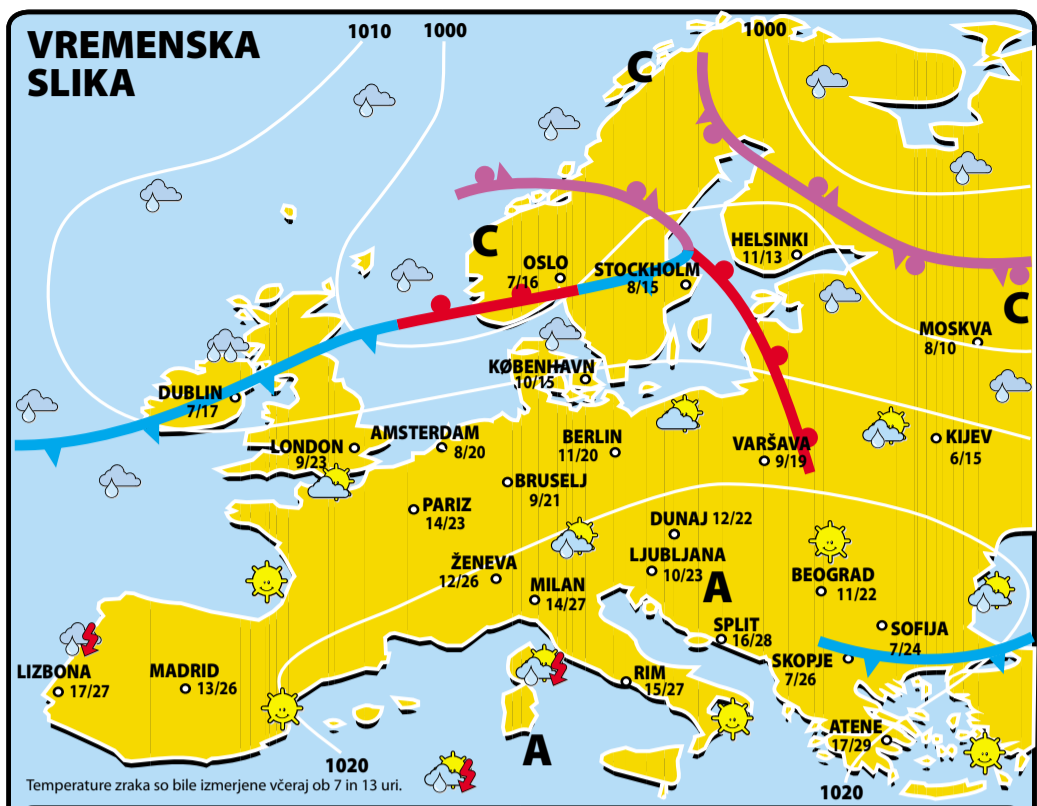 VREMENSKA
SLIKA
1010
1000
1000
C
C
HELSINKI
11/13
OSLO
7/16
STOCKHOLM
8/15
C
MOSKVA
8/10
KØBENHAVN
10/15
DUBLIN
7/17
LONDON
9/23
AMSTERDAM
8/20
BERLIN
11/20
VARŠAVA
9/19
KIJEV
6/15
BRUSELJ
9/21
PARIZ
14/23
DUNAJ 12/22
LJUBLJANA
10/23
ŽENEVA
12/26
MILAN
14/27
A
BEOGRAD
11/22
SPLIT
16/28
SOFIJA
7/24
SKOPJE
7/26
LIZBONA
17/27
MADRID
13/26
RIM
15/27
ATENE
17/29
A
1020
1020
Temperature zraka so bile izmerjene včeraj ob 7 in 13 uri.